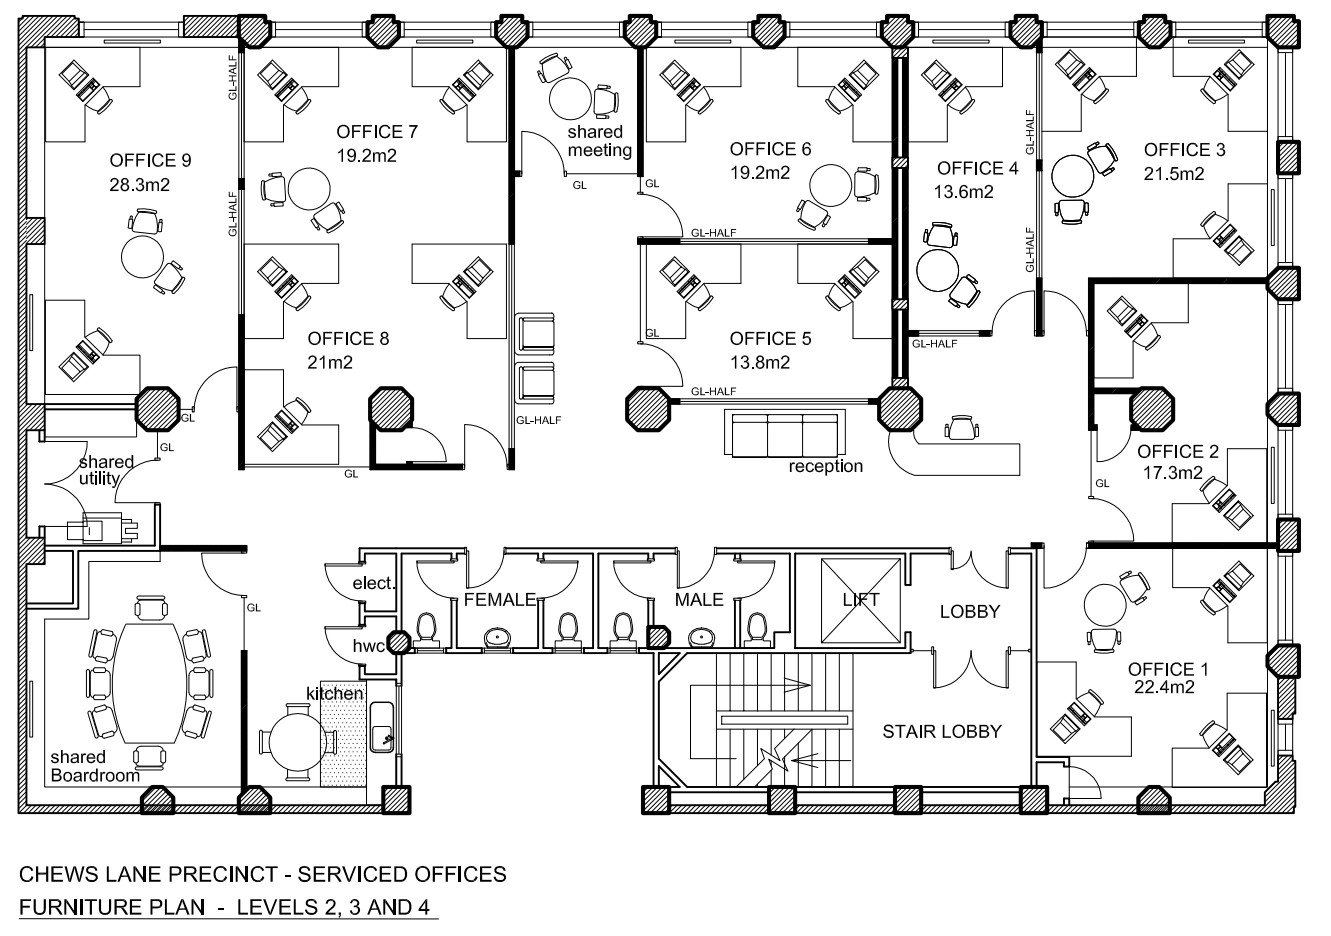 GL-HALF
OFFICE 9
28.3m2
GL-HALF
OFFICE 7
19.2m2
shared
meeting
GL
GL
OFFICE 6
19.2m2
GL-HALF
OFFICE 4
13.6m2
GL-HALF
GL-HALF
OFFICE 3
21.5m2
OFFICE 8
21m2
GL-HALF
GL
OFFICE 5
13.8m2
GL-HALF
GL-HALF
GL
GL
shared
utility
GL
reception
OFFICE 2
17.3m2
GL
elect.
hwc
FEMALE
MALE
LIFT
LOBBY
GL
kitchen
shared
Boardroom
STAIR LOBBY
OFFICE 1
22.4m2
CHEWS LANE PRECINCT - SERVICED OFFICES
FURNITURE PLAN - LEVELS 2, 3 AND 4